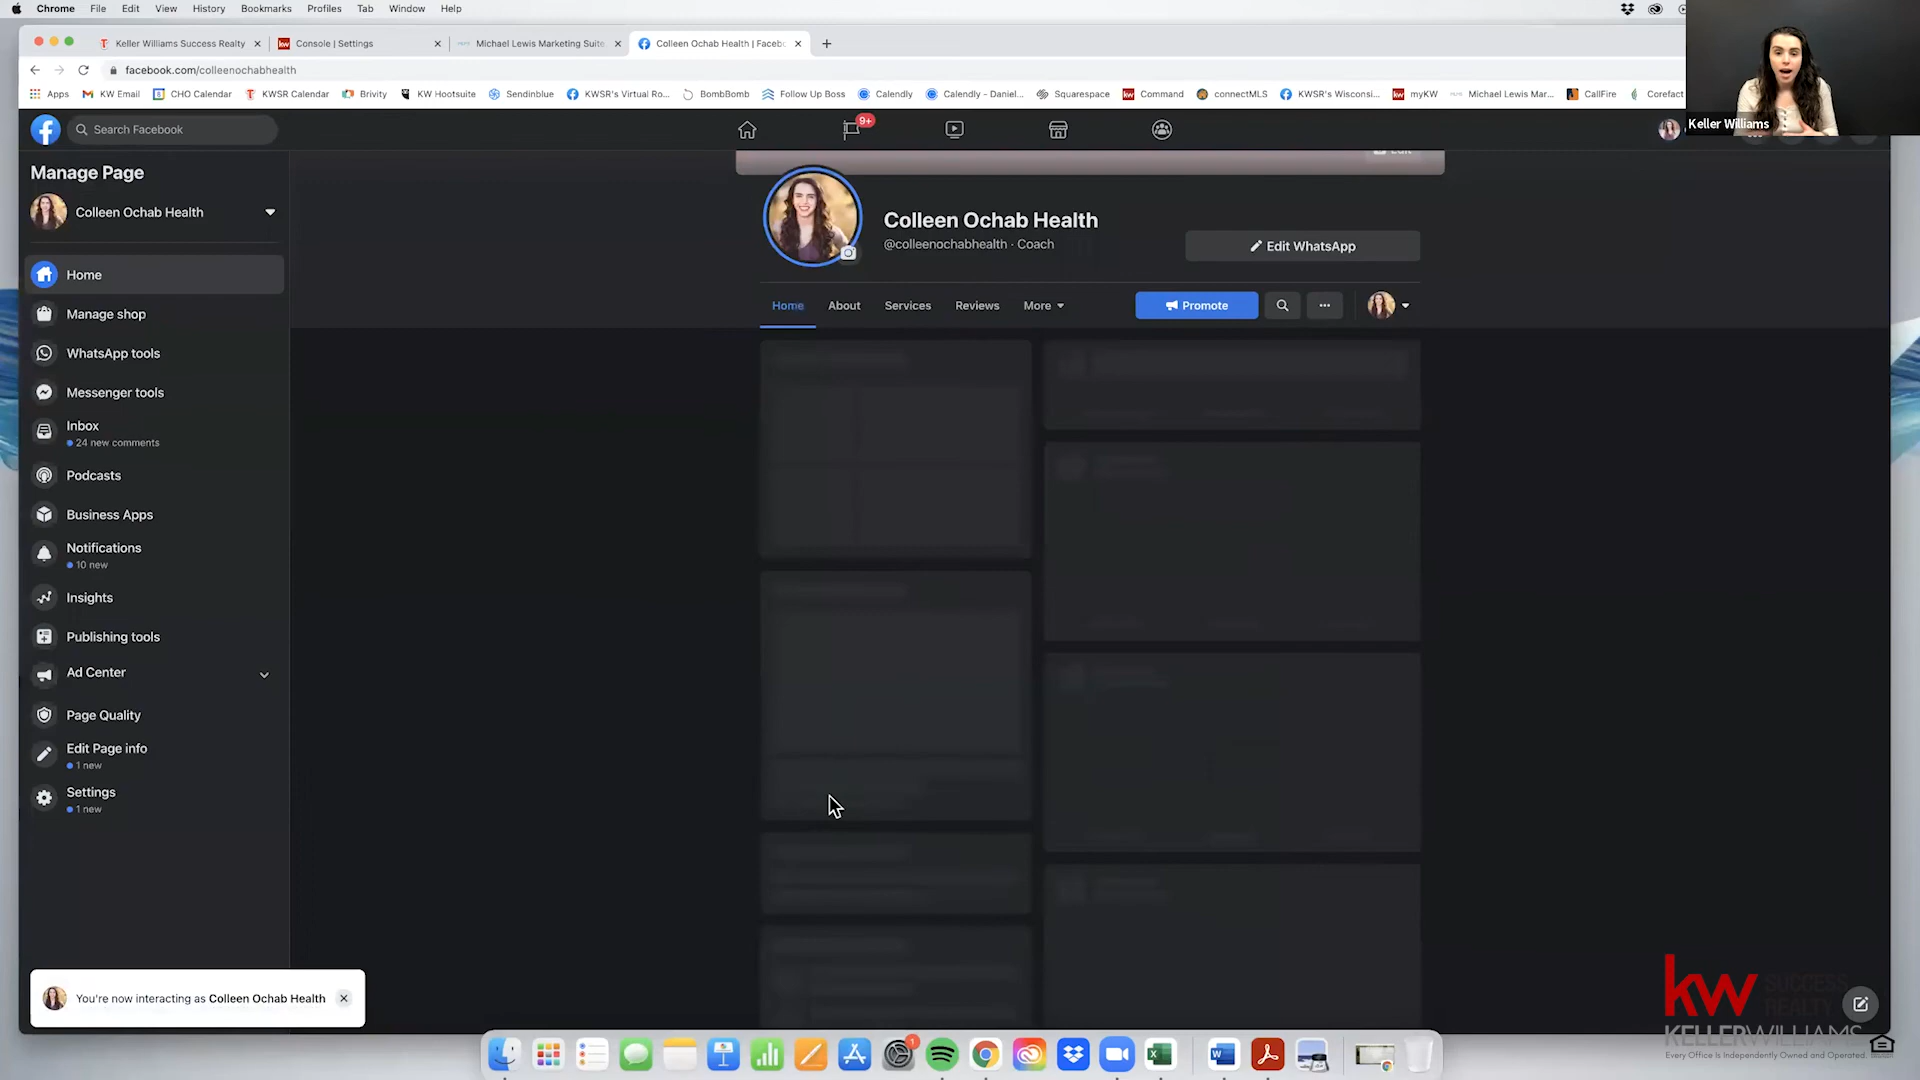 Chrome File Edit View History Bookmarks Profiles Tab Window Help
Keller Williams Success Realty
Console | Settings
Michael Lewis Marketing Suite
Colleen Ochab Health | Faceb
facebook.com/colleenochabhealth
Apps KW Email CHO Calendar KWSR Calendar Brivity KW Hootsuite Sendinblue KWSR's Virtual Ro... BombBomb Follow Up Boss Calendly Calendly - Daniel... Squarespace Command connectMLS KWSR's Wisconsi... myKW Michael Lewis Mar... CallFire Corefact
Keller Williams
Search Facebook
9+
Manage Page
Colleen Ochab Health
Home
Manage shop
WhatsApp tools
Messenger tools
Inbox
24 new comments
Podcasts
Business Apps
Notifications
10 new
Insights
Publishing tools
Ad Center
Page Quality
Edit Page info
1 new
Settings
1 new
Edit
Colleen Ochab Health
@colleenochabhealth · Coach
Edit WhatsApp
Home About Services Reviews More
Promote
You're now interacting as Colleen Ochab Health
1
kw SUCCESS REALTY
KELLERWILLIAMS
Every Office is Independently Owned and Operated.